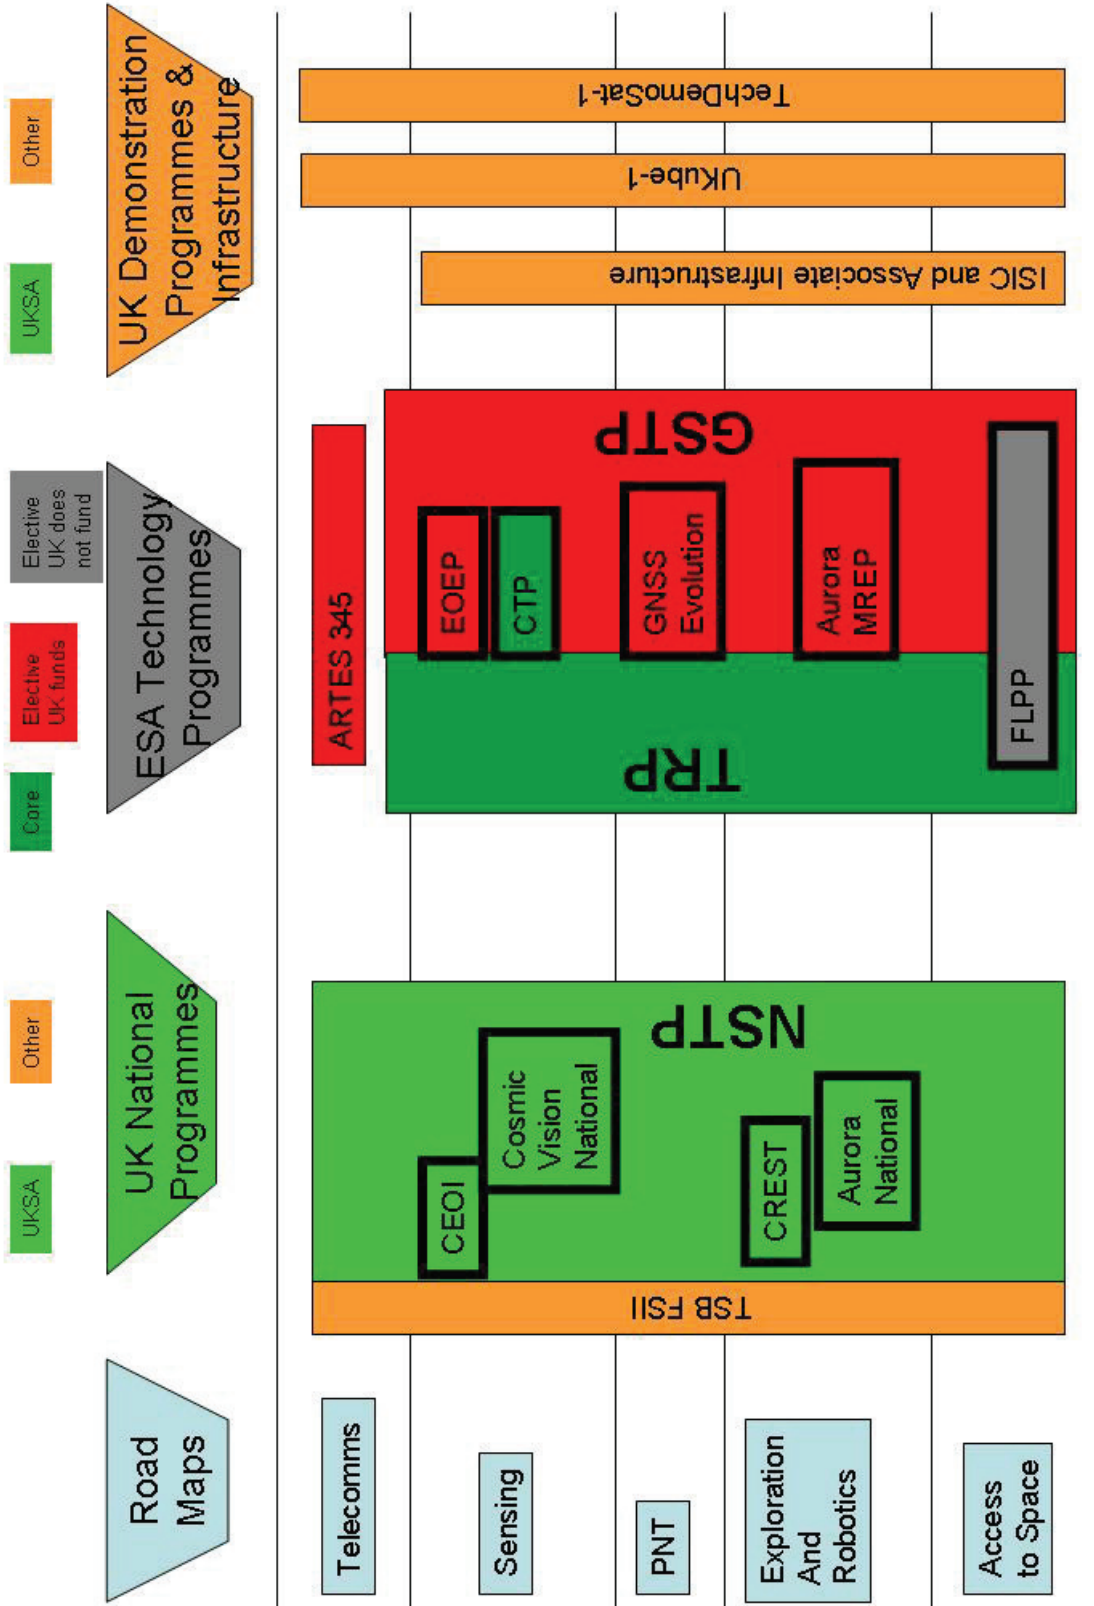 UKSA
Other
Core
Elective
UK funds
Elective
UK does
not fund
UKSA
Other
Road
Maps
UK National
Programmes
ESA Technology
Programmes
UK Demonstration
Programmes &
Infrastructure
Telecomms
Sensing
PNT
Exploration
And
Robotics
Access
to Space
TSB FSII
NSTP
CEOI
Cosmic
Vision
National
CREST
Aurora
National
ARTES 345
TRP
GSTP
EOEP
CTP
GNSS
Evolution
Aurora
MREP
FLPP
ISIC and Associate Infrastructure
UKube-1
TechDemoSat-1